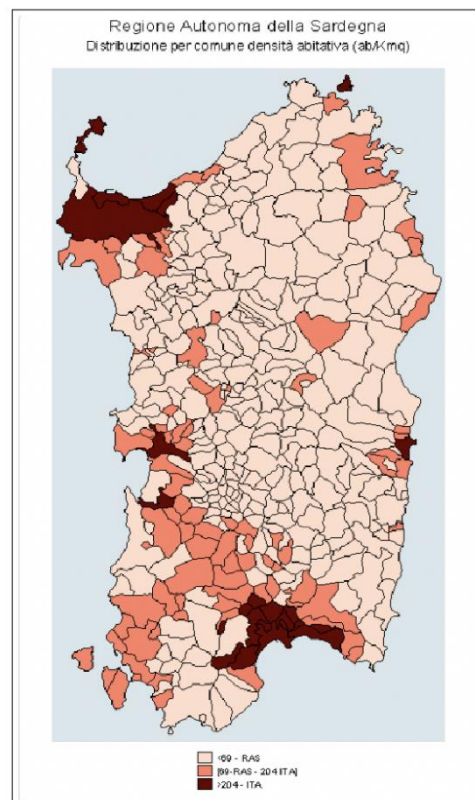 Regione Autonoma della Sardegna
Distribuzione per comune densità abitativa (ab/Kmq)
<69 - RAS
[69-RAS - 204 ITA]
>204 - ITA